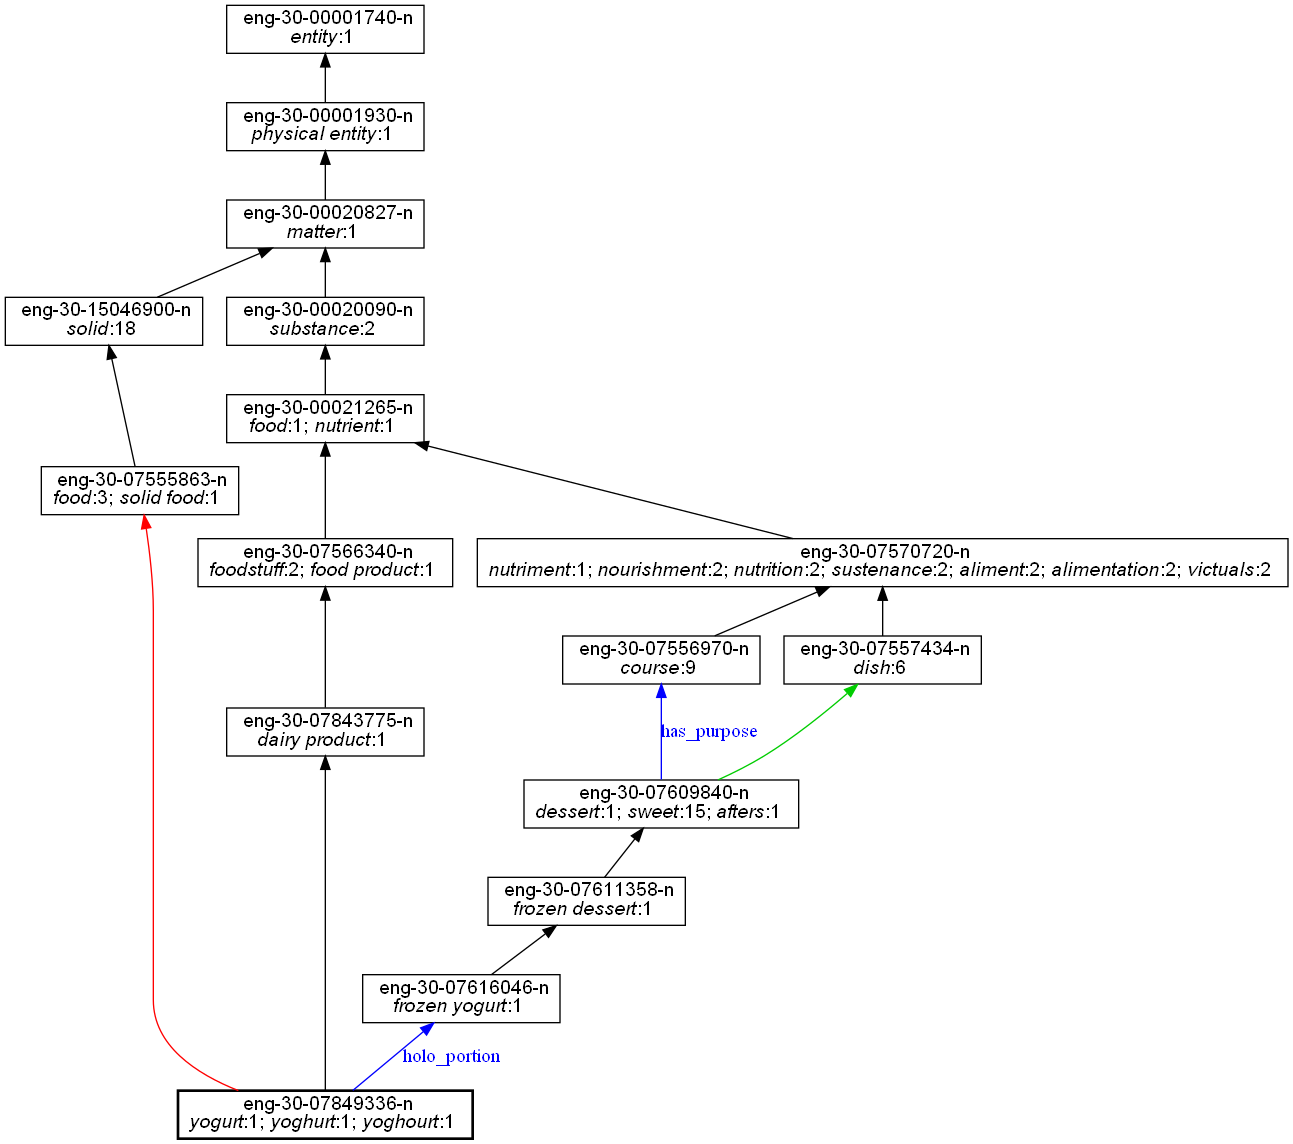 eng-30-00001740-n
entity:1
eng-30-00001930-n
physical entity:1
eng-30-00020827-n
matter:1
eng-30-15046900-n
solid:18
eng-30-00020090-n
substance:2
eng-30-00021265-n
food:1; nutrient:1
eng-30-07555863-n
food:3; solid food:1
eng-30-07566340-n
foodstuff:2; food product:1
eng-30-07570720-n
nutriment:1; nourishment:2; nutrition:2; sustenance:2; aliment:2; alimentation:2; victuals:2
eng-30-07556970-n
course:9
eng-30-07557434-n
dish:6
eng-30-07843775-n
dairy product:1
has_purpose
eng-30-07609840-n
dessert:1; sweet:15; afters:1
eng-30-07611358-n
frozen dessert:1
eng-30-07616046-n
frozen yogurt:1
holo_portion
eng-30-07849336-n
yogurt:1; yoghurt:1; yoghourt:1